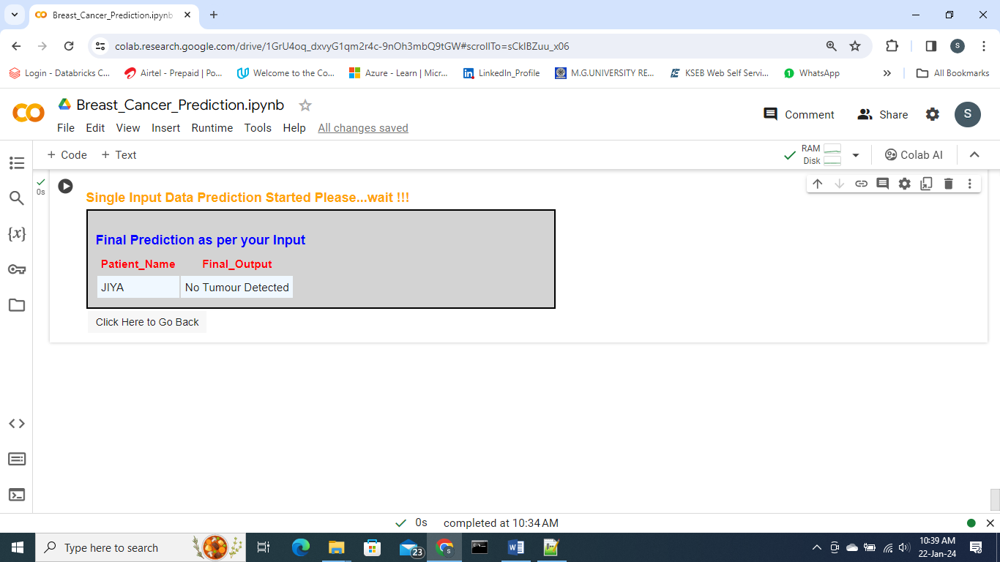 Breast_Cancer_Prediction.ipynb
colab.research.google.com/drive/1GrU4oq_dxvyG1qm2r4c-9nOh3mbQ9tGW#scrollTo=sCkIBZuu_x06
S
Login - Databricks C... Airtel - Prepaid | Po... Welcome to the Co... Azure - Learn | Micr... LinkedIn_Profile M.G.UNIVERSITY RE... KSEB Web Self Servi... 1 WhatsApp » All Bookmarks
Breast_Cancer_Prediction.ipynb
Comment Share S
File Edit View Insert Runtime Tools Help All changes saved
+ Code + Text RAM Disk Colab AI
0s
Single Input Data Prediction Started Please...wait !!!
{x}
Final Prediction as per your Input
Patient_Name Final_Output
JIYA No Tumour Detected
Click Here to Go Back
0s completed at 10:34 AM
Type here to search 23 10:39 AM
22-Jan-24